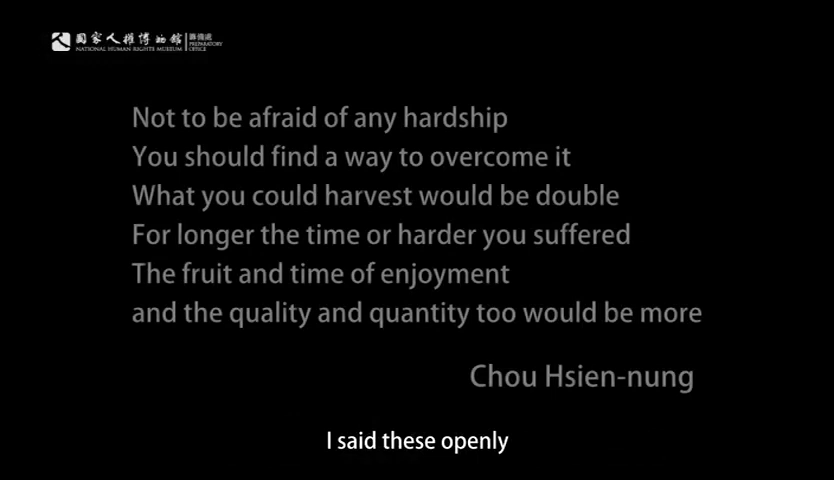 國家人權博物館 籌備處
NATIONAL HUMAN RIGHTS MUSEUM PREPARATORY OFFICE
Not to be afraid of any hardship
You should find a way to overcome it
What you could harvest would be double
For longer the time or harder you suffered
The fruit and time of enjoyment
and the quality and quantity too would be more
Chou Hsien-nung
I said these openly